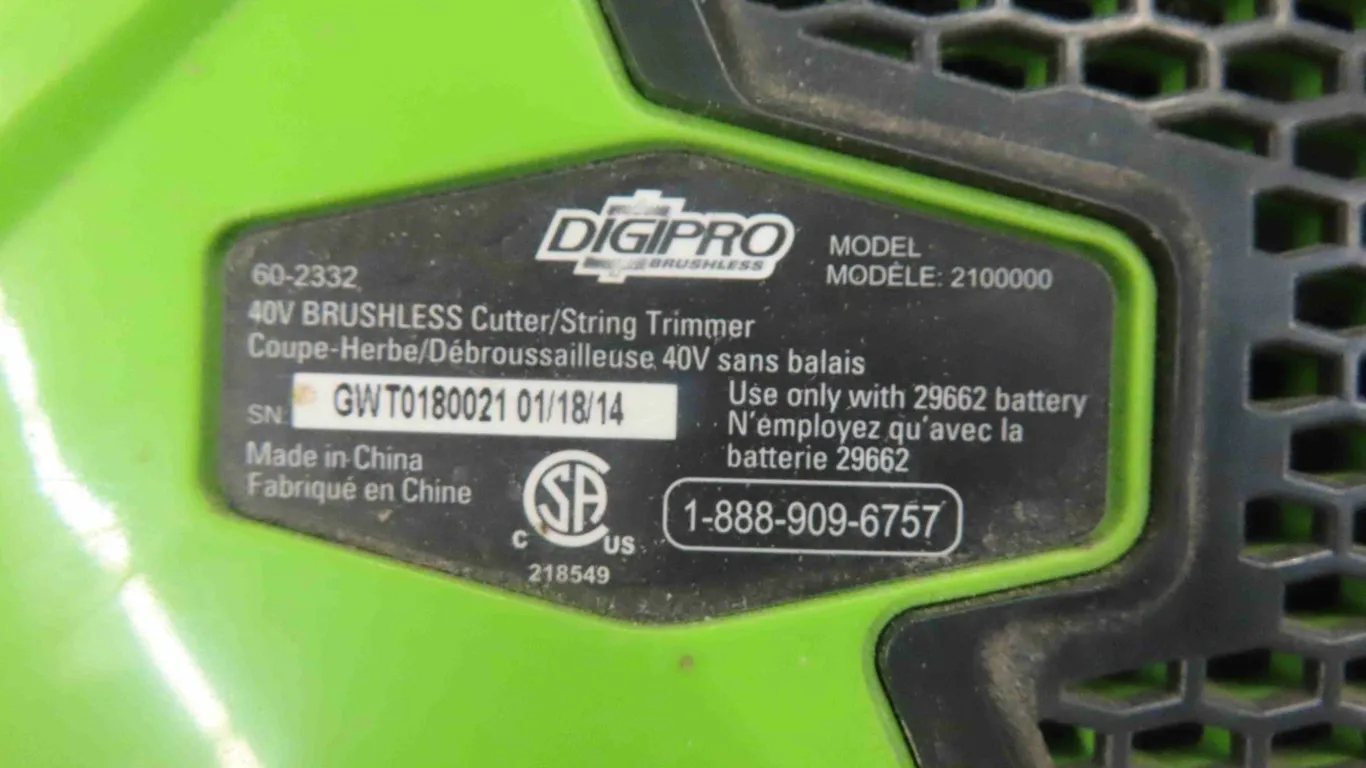 DIGIPRO
BRUSHLESS
MODEL
MODÈLE: 2100000
60-2332
40V BRUSHLESS Cutter/String Trimmer
Coupe-Herbe/Débroussailleuse 40V sans balais
SN: GWT0180021 01/18/14
Use only with 29662 battery
N'employez qu'avec la
batterie 29662
Made in China
Fabriqué en Chine
C SA US
218549
1-888-909-6757